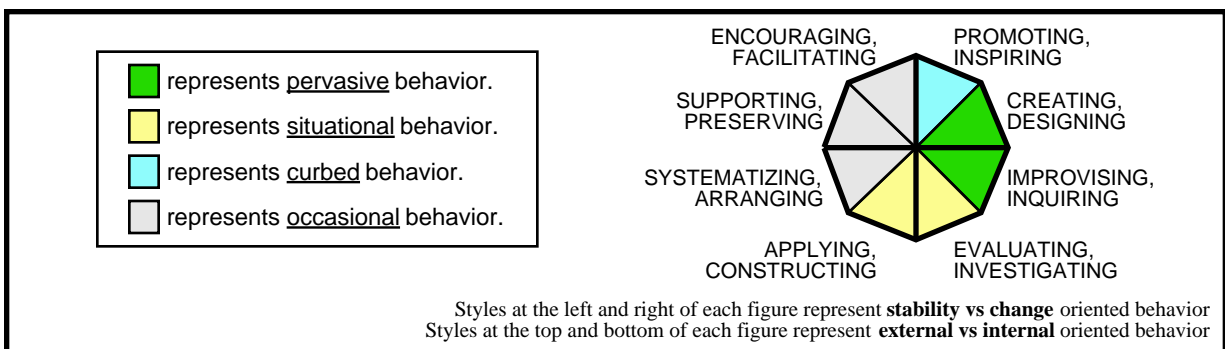 represents pervasive behavior.
represents situational behavior.
represents curbed behavior.
represents occasional behavior.
ENCOURAGING,
FACILITATING
PROMOTING,
INSPIRING
SUPPORTING,
PRESERVING
CREATING,
DESIGNING
SYSTEMATIZING,
ARRANGING
IMPROVISING,
INQUIRING
APPLYING,
CONSTRUCTING
EVALUATING,
INVESTIGATING
Styles at the left and right of each figure represent stability vs change oriented behavior
Styles at the top and bottom of each figure represent external vs internal oriented behavior